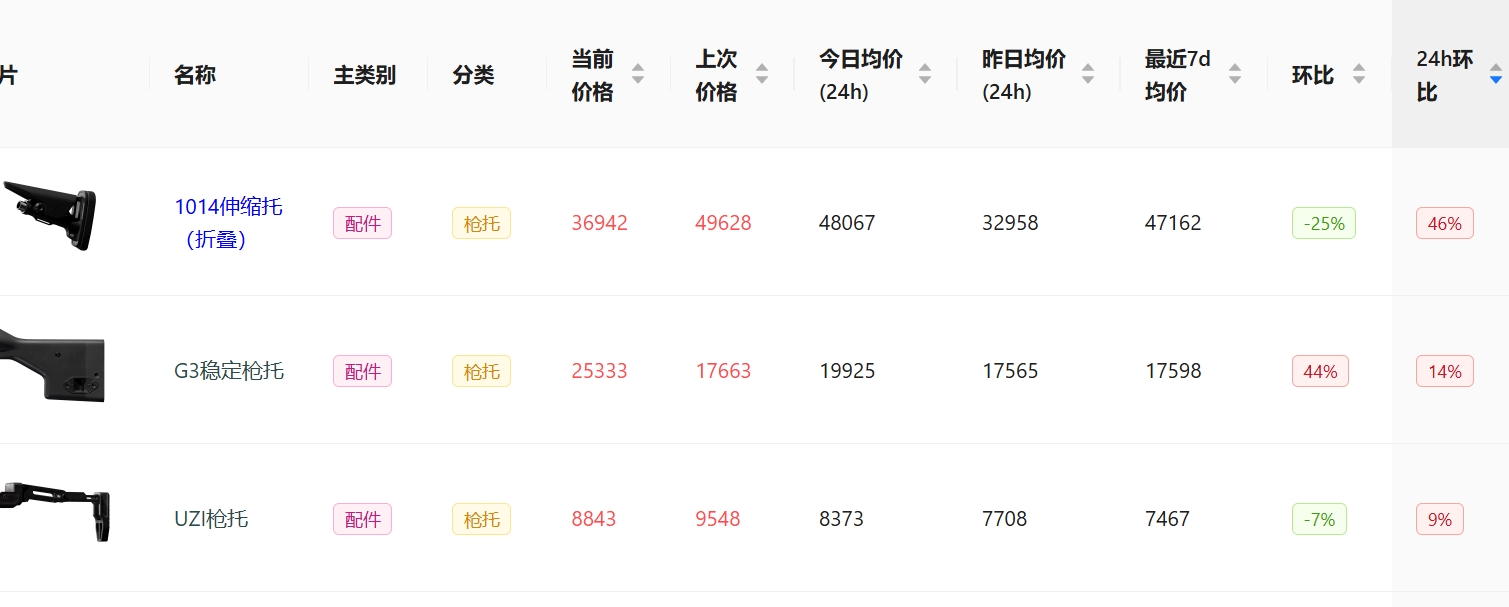 片 名称 主类别 分类 当前价格 上次价格 今日均价(24h) 昨日均价(24h) 最近7d均价 环比 24h环比
1014伸缩托（折叠） 配件 枪托 36942 49628 48067 32958 47162 -25% 46%
G3稳定枪托 配件 枪托 25333 17663 19925 17565 17598 44% 14%
UZI枪托 配件 枪托 8843 9548 8373 7708 7467 -7% 9%